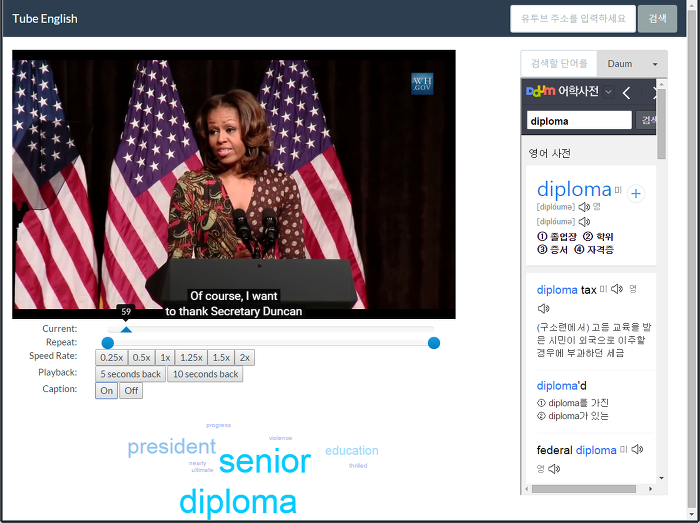 Tube English
유투브 주소를 입력하세요
검색
검색할 단어를
Daum
WH
.GOV
Of course, I want
to thank Secretary Duncan
59
Current:
Repeat:
Speed Rate:
0.25x
0.5x
1x
1.25x
1.5x
2x
Playback:
5 seconds back
10 seconds back
Caption:
On
Off
progress
president
violence
nearly
ultimate
senior
education
thrilled
diploma
Daum 어학사전
diploma
검색
영어 사전
diploma 미
[diplóumə] 영
[diplóumə]
① 졸업장 ② 학위
③ 증서 ④ 자격증
diploma tax 미 영
(구소련에서) 고등 교육을 받
은 시민이 외국으로 이주할
경우에 부과하던 세금
diploma'd
① diploma를 가진
② diploma가 있는
federal diploma 미
영